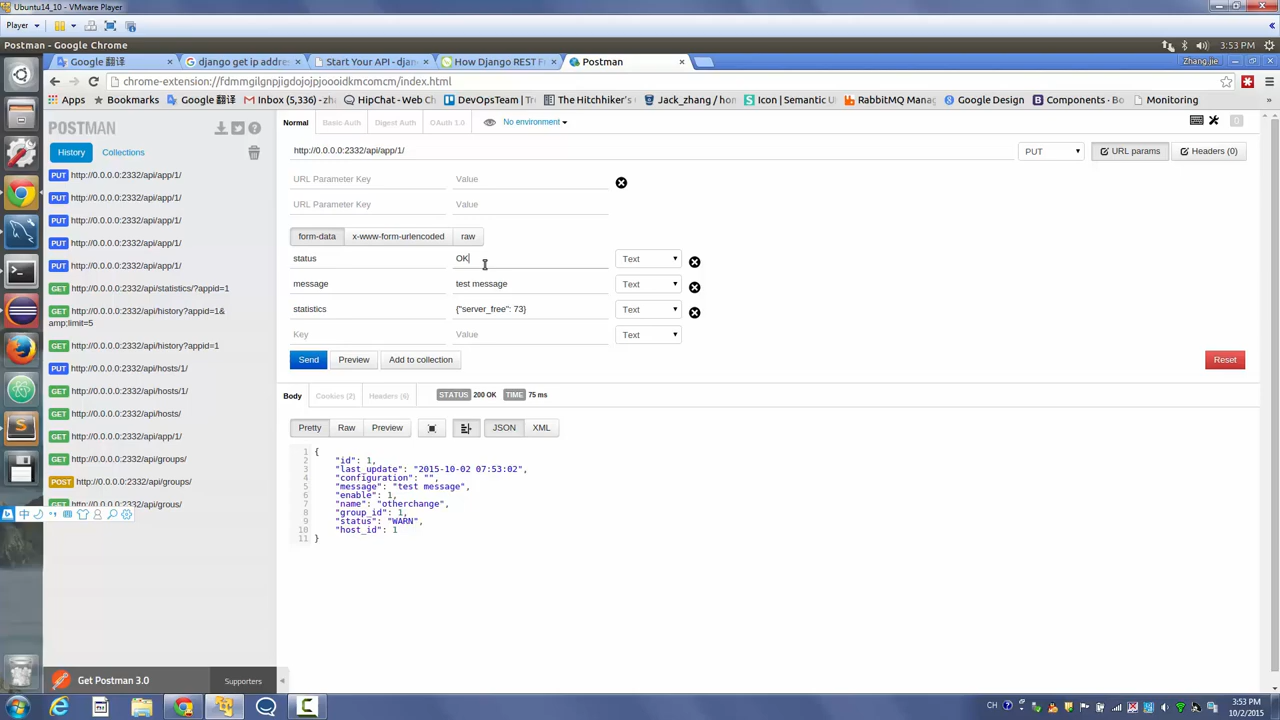 Ubuntu14_10 - VMware Player
Player
Postman - Google Chrome
3:53 PM
Google 翻译
django get ip addre
Start Your API - djan
How Django REST F
Postman
Zhangjie
chrome-extension://fdmmgilgnpjigdojojpjoooidkmcomcm/index.html
Apps
Bookmarks
Google 翻译
Inbox (5,336) - zh
HipChat - Web Ch
DevOpsTeam | Tr
The Hitchhiker's
Jack_zhang / ho
Icon | Semantic U
RabbitMQ Manag
Google Design
Components · Bo
Monitoring
POSTMAN
Normal
Basic Auth
Digest Auth
OAuth 1.0
No environment
0
History
Collections
http://0.0.0.0:2332/api/app/1/
PUT
URL params
Headers (0)
PUT http://0.0.0.0:2332/api/app/1/
PUT http://0.0.0.0:2332/api/app/1/
PUT http://0.0.0.0:2332/api/app/1/
PUT http://0.0.0.0:2332/api/app/1/
PUT http://0.0.0.0:2332/api/app/1/
GET http://0.0.0.0:2332/api/statistics/?appid=1
GET http://0.0.0.0:2332/api/history?appid=1&
amp;limit=5
GET http://0.0.0.0:2332/api/history?appid=1
PUT http://0.0.0.0:2332/api/hosts/1/
GET http://0.0.0.0:2332/api/hosts/1/
GET http://0.0.0.0:2332/api/hosts/
GET http://0.0.0.0:2332/api/app/1/
GET http://0.0.0.0:2332/api/groups/
POST http://0.0.0.0:2332/api/groups/
GET http://0.0.0.0:2332/api/grous/
中
URL Parameter Key
Value
URL Parameter Key
Value
form-data
x-www-form-urlencoded
raw
status
OK
Text
message
test message
Text
statistics
{"server_free": 73}
Text
Key
Value
Text
Send
Preview
Add to collection
Reset
Body
Cookies (2)
Headers (6)
STATUS 200 OK
TIME 75 ms
Pretty
Raw
Preview
JSON
XML
1 {
2 "id": 1,
3 "last_update": "2015-10-02 07:53:02",
4 "configuration": "",
5 "message": "test message",
6 "enable": 1,
7 "name": "otherchange",
8 "group_id": 1,
9 "status": "WARN",
10 "host_id": 1
11 }
Get Postman 3.0
Supporters
3:53 PM
10/2/2015